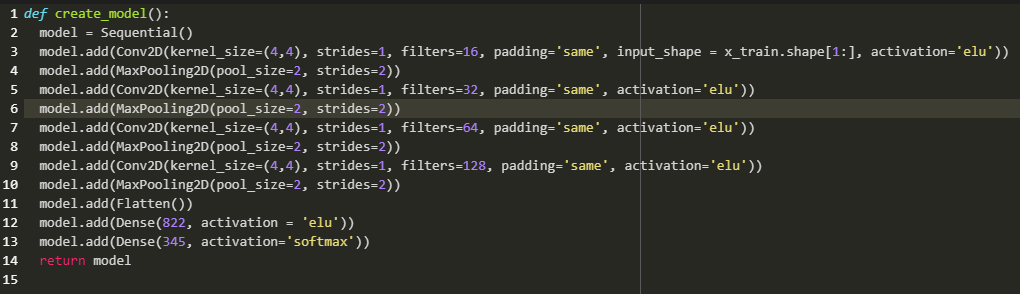 1 def create_model():
2   model = Sequential()
3   model.add(Conv2D(kernel_size=(4,4), strides=1, filters=16, padding='same', input_shape = x_train.shape[1:], activation='elu'))
4   model.add(MaxPooling2D(pool_size=2, strides=2))
5   model.add(Conv2D(kernel_size=(4,4), strides=1, filters=32, padding='same', activation='elu'))
6   model.add(MaxPooling2D(pool_size=2, strides=2))
7   model.add(Conv2D(kernel_size=(4,4), strides=1, filters=64, padding='same', activation='elu'))
8   model.add(MaxPooling2D(pool_size=2, strides=2))
9   model.add(Conv2D(kernel_size=(4,4), strides=1, filters=128, padding='same', activation='elu'))
10   model.add(MaxPooling2D(pool_size=2, strides=2))
11   model.add(Flatten())
12   model.add(Dense(822, activation = 'elu'))
13   model.add(Dense(345, activation='softmax'))
14   return model
15